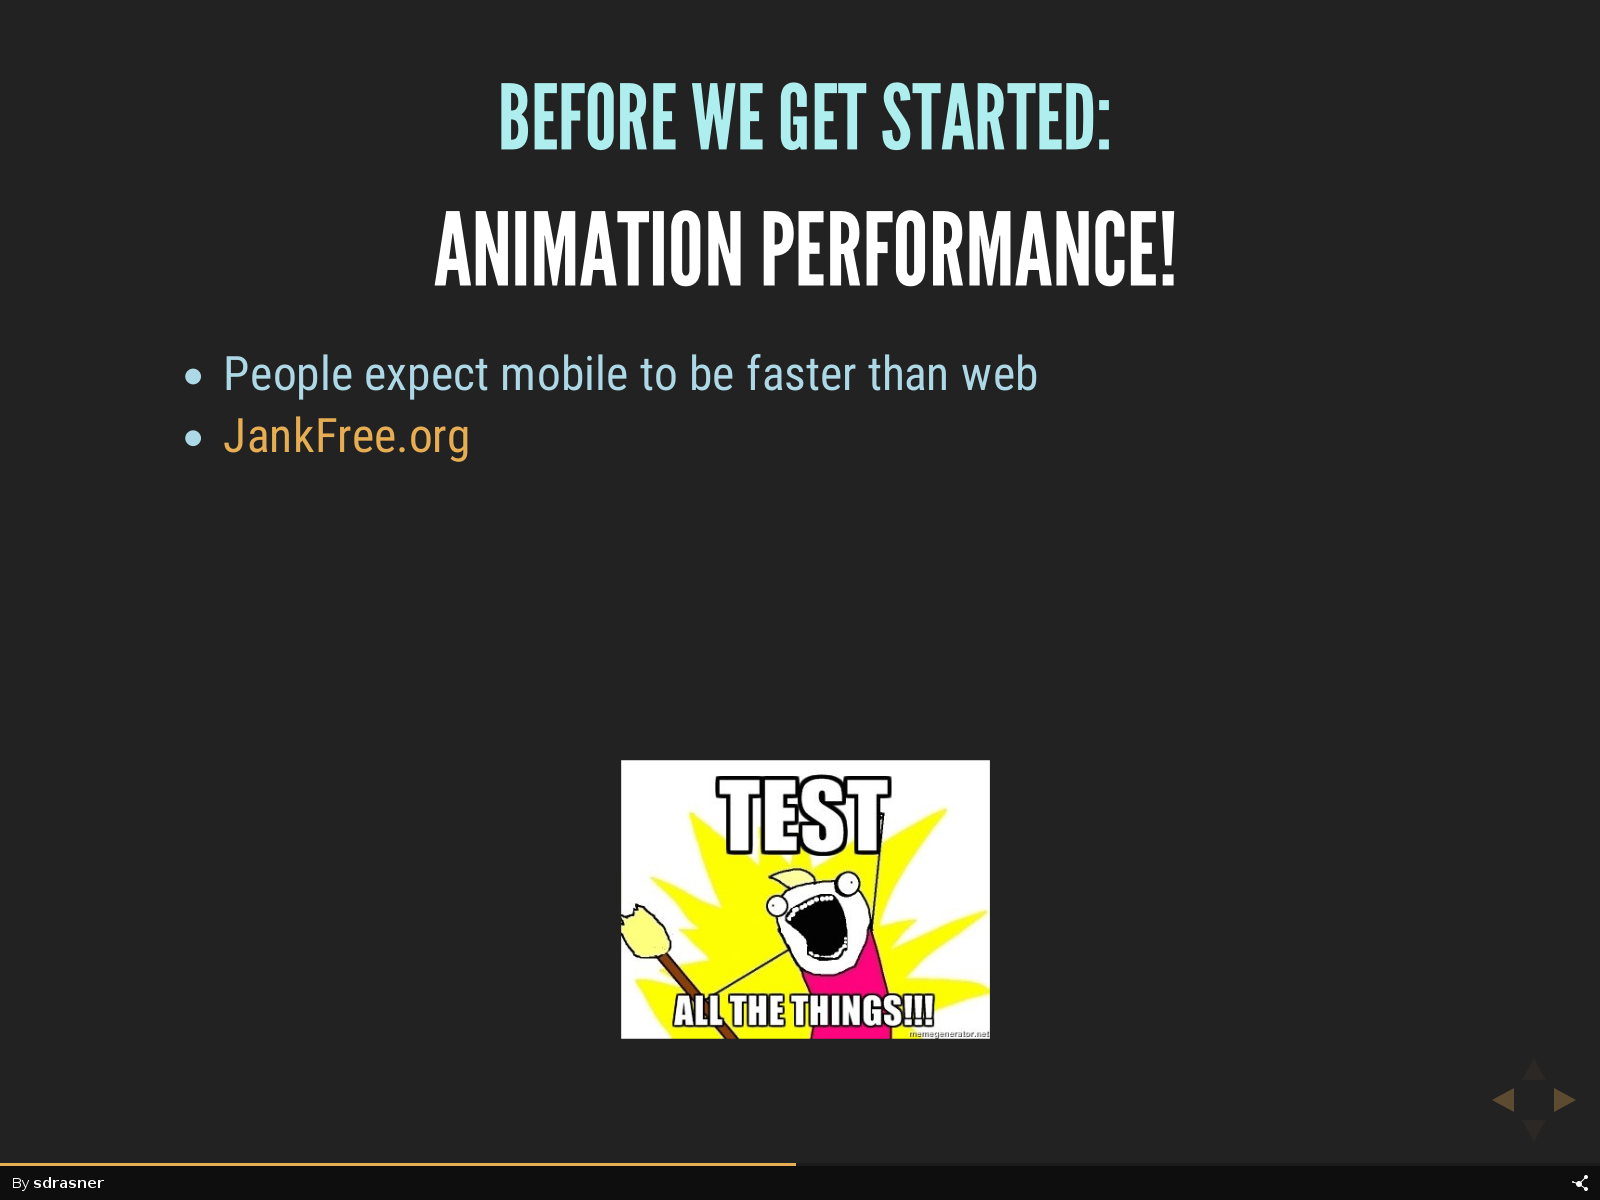 BEFORE WE GET STARTED:
ANIMATION PERFORMANCE!
People expect mobile to be faster than web
JankFree.org
TEST
ALL THE THINGS!!!
memegenerator.net
By sdrasner